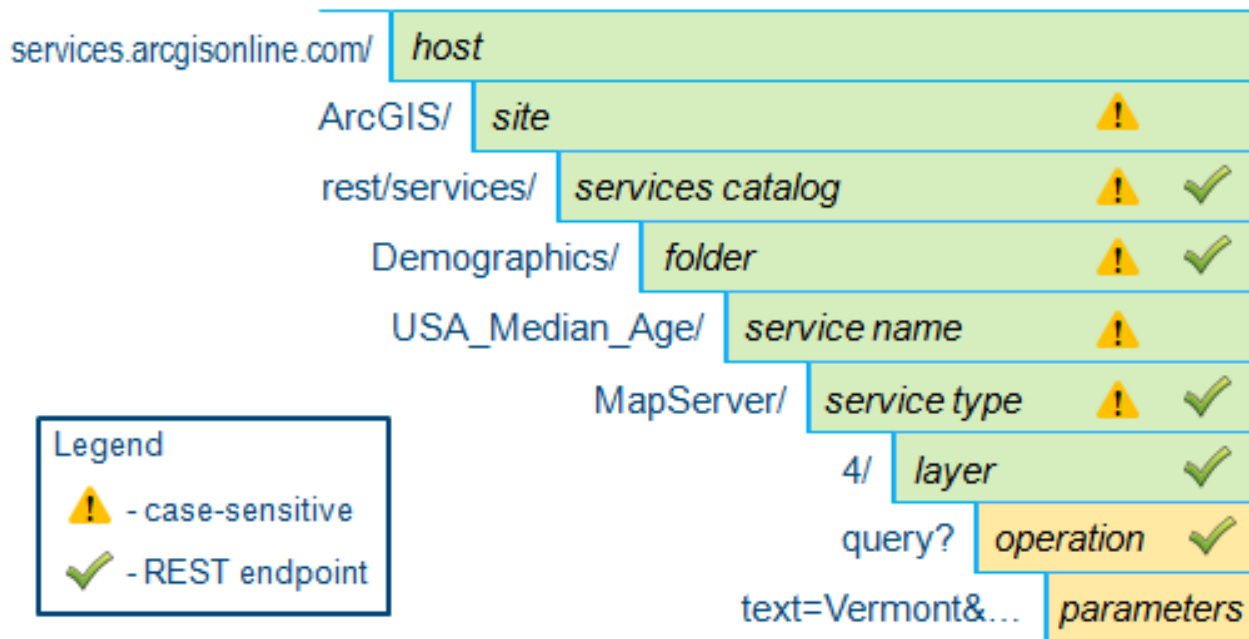 services.arcgisonline.com/ host
ArcGIS/ site
rest/services/ services catalog
Demographics/ folder
USA_Median_Age/ service name
MapServer/ service type
4/ layer
query? operation
text=Vermont&... parameters
Legend
- case-sensitive
- REST endpoint